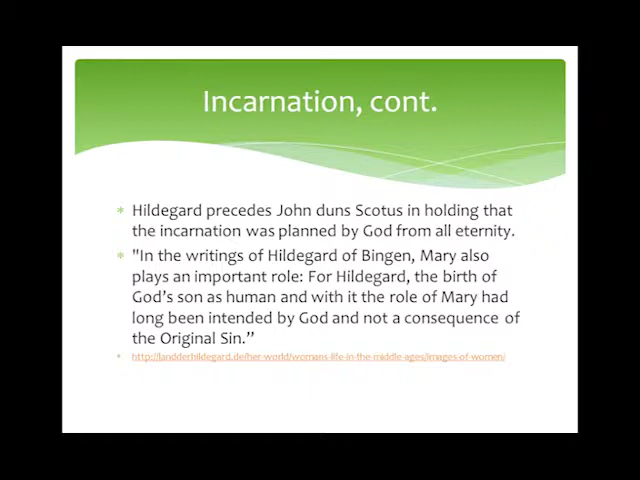 Incarnation, cont.
* Hildegard precedes John duns Scotus in holding that
the incarnation was planned by God from all eternity.
* "In the writings of Hildegard of Bingen, Mary also
plays an important role: For Hildegard, the birth of
God’s son as human and with it the role of Mary had
long been intended by God and not a consequence of
the Original Sin.”
* http://landderhildegard.de/her-world/womans-life-in-the-middle-ages/images-of-women/